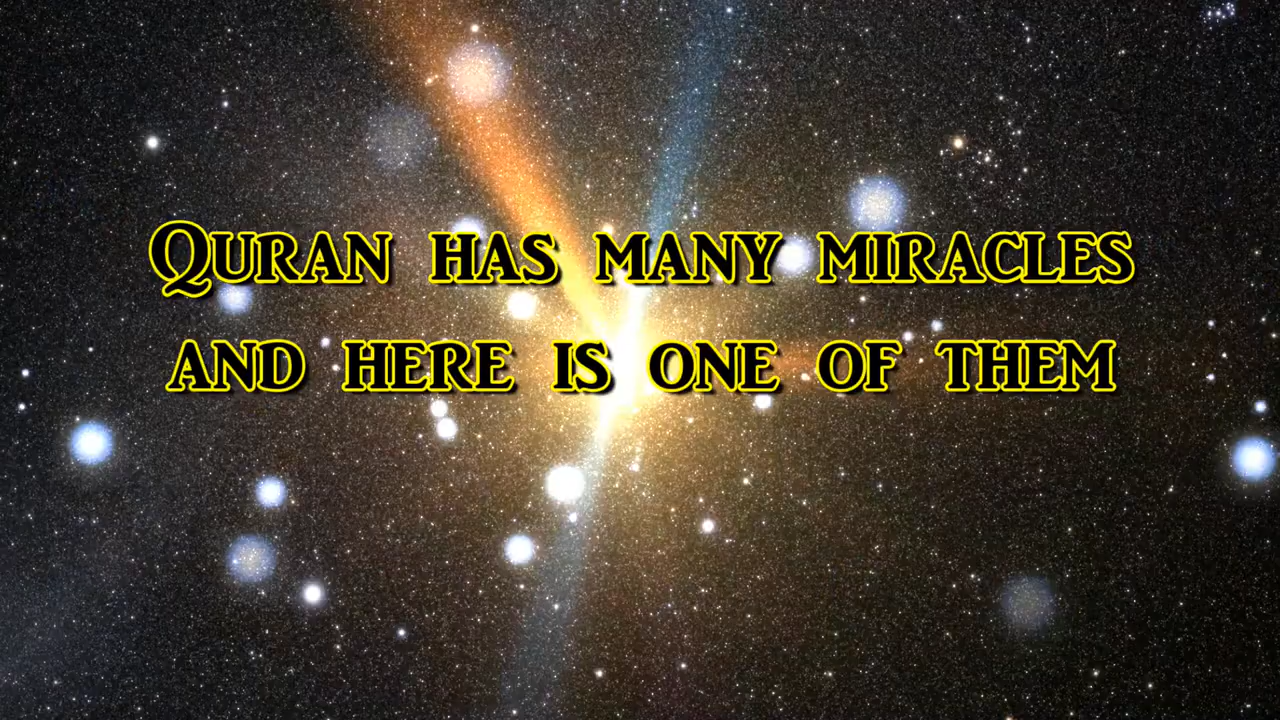 Quran has many miracles
and here is one of them